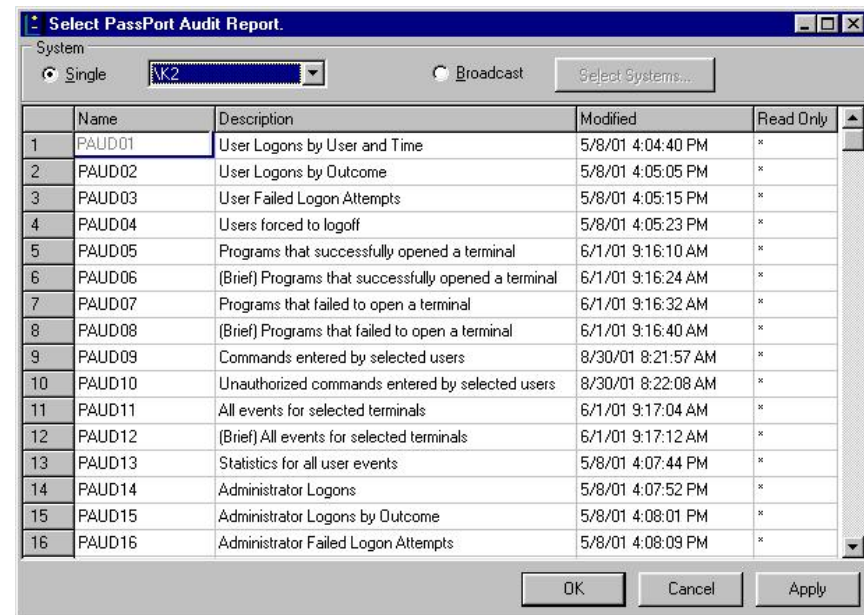 Select PassPort Audit Report.
System
Single \K2 Broadcast Select Systems...
Name Description Modified Read Only
1 PAUD01 User Logons by User and Time 5/8/01 4:04:40 PM *
2 PAUD02 User Logons by Outcome 5/8/01 4:05:05 PM *
3 PAUD03 User Failed Logon Attempts 5/8/01 4:05:15 PM *
4 PAUD04 Users forced to logoff 5/8/01 4:05:23 PM *
5 PAUD05 Programs that successfully opened a terminal 6/1/01 9:16:10 AM *
6 PAUD06 (Brief) Programs that successfully opened a terminal 6/1/01 9:16:24 AM *
7 PAUD07 Programs that failed to open a terminal 6/1/01 9:16:32 AM *
8 PAUD08 (Brief) Programs that failed to open a terminal 6/1/01 9:16:40 AM *
9 PAUD09 Commands entered by selected users 8/30/01 8:21:57 AM *
10 PAUD10 Unauthorized commands entered by selected users 8/30/01 8:22:08 AM *
11 PAUD11 All events for selected terminals 6/1/01 9:17:04 AM *
12 PAUD12 (Brief) All events for selected terminals 6/1/01 9:17:12 AM *
13 PAUD13 Statistics for all user events 5/8/01 4:07:44 PM *
14 PAUD14 Administrator Logons 5/8/01 4:07:52 PM *
15 PAUD15 Administrator Logons by Outcome 5/8/01 4:08:01 PM *
16 PAUD16 Administrator Failed Logon Attempts 5/8/01 4:08:09 PM *
OK Cancel Apply